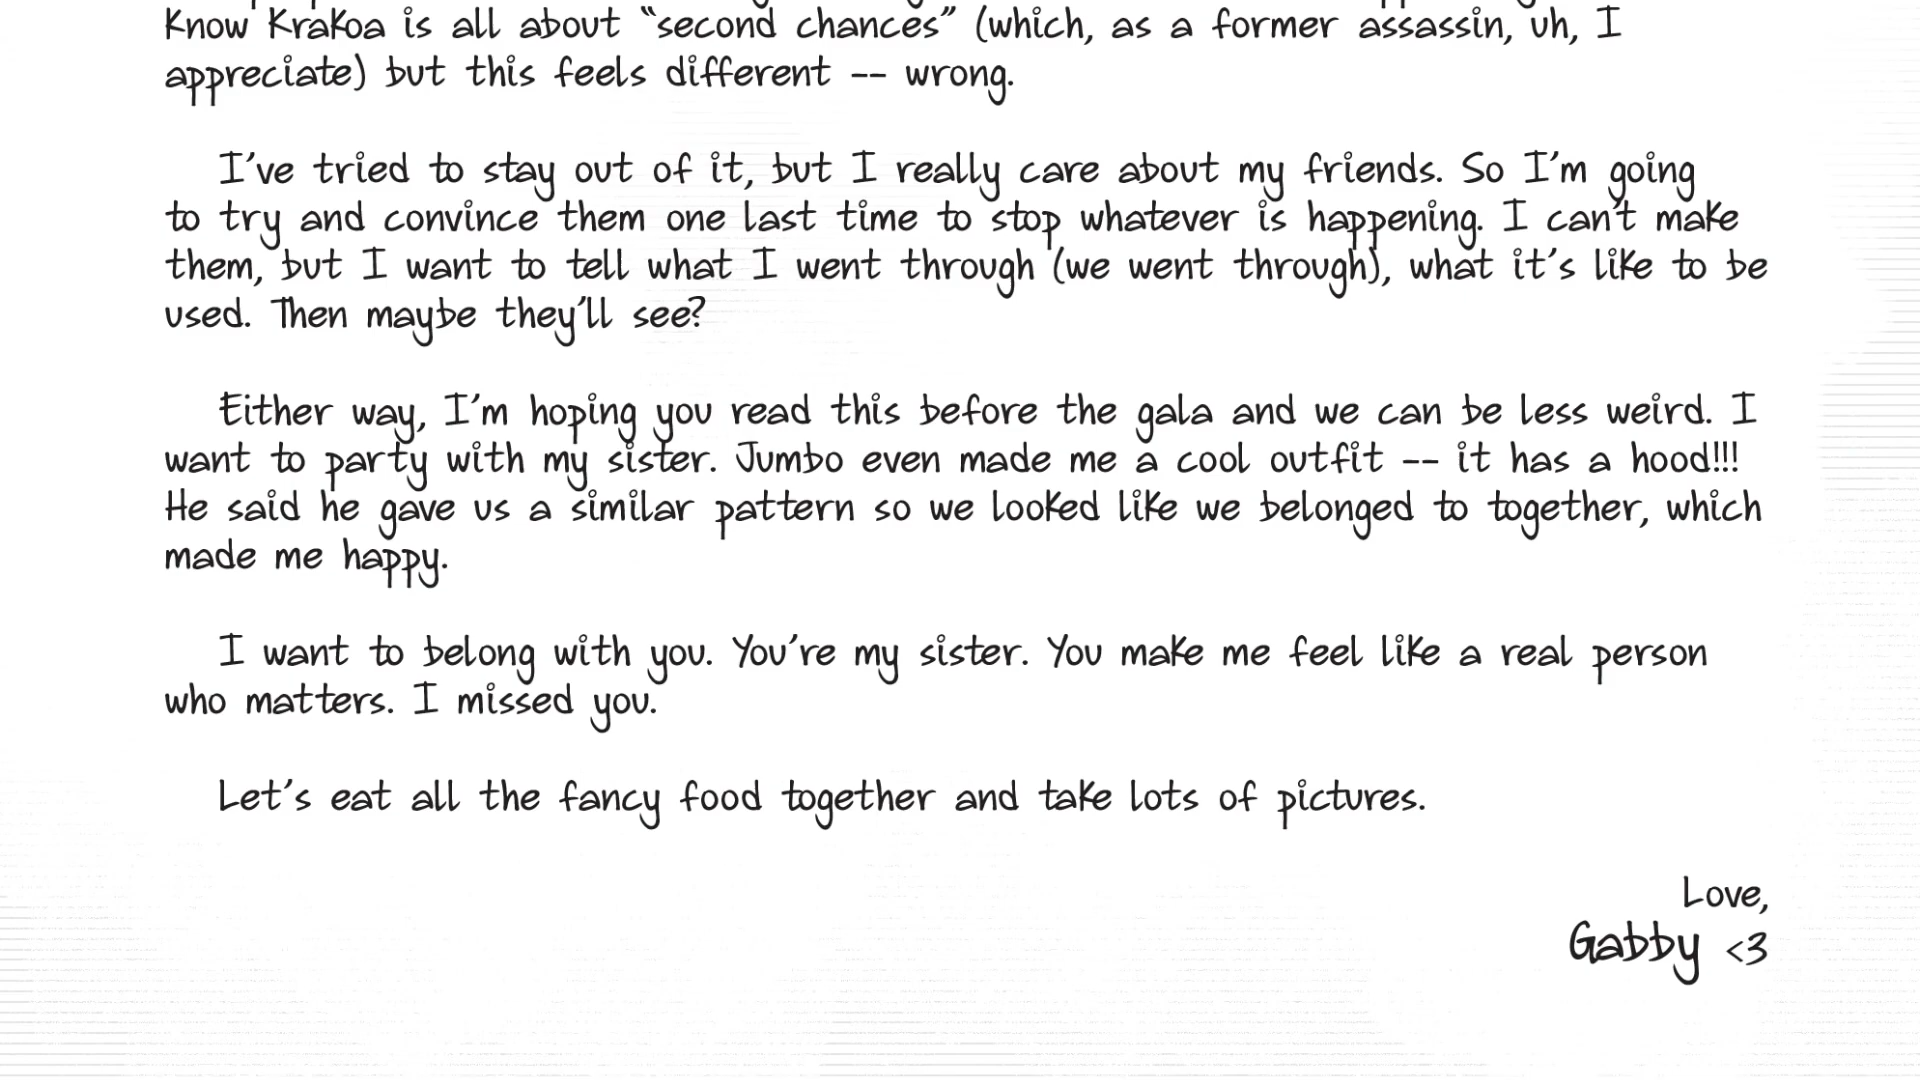 Know Krakoa is all about “second chances” (which, as a former assassin, uh, I
appreciate) but this feels different -- wrong.
I’ve tried to stay out of it, but I really care about my friends. So I’m going
to try and convince them one last time to stop whatever is happening. I can’t make
them, but I want to tell what I went through (we went through), what it’s like to be
used. Then maybe they’ll see?
Either way, I’m hoping you read this before the gala and we can be less weird. I
want to party with my sister. Jumbo even made me a cool outfit -- it has a hood!!!
He said he gave us a similar pattern so we looked like we belonged to together, which
made me happy.
I want to belong with you. You’re my sister. You make me feel like a real person
who matters. I missed you.
Let’s eat all the fancy food together and take lots of pictures.
Love,
Gabby <3